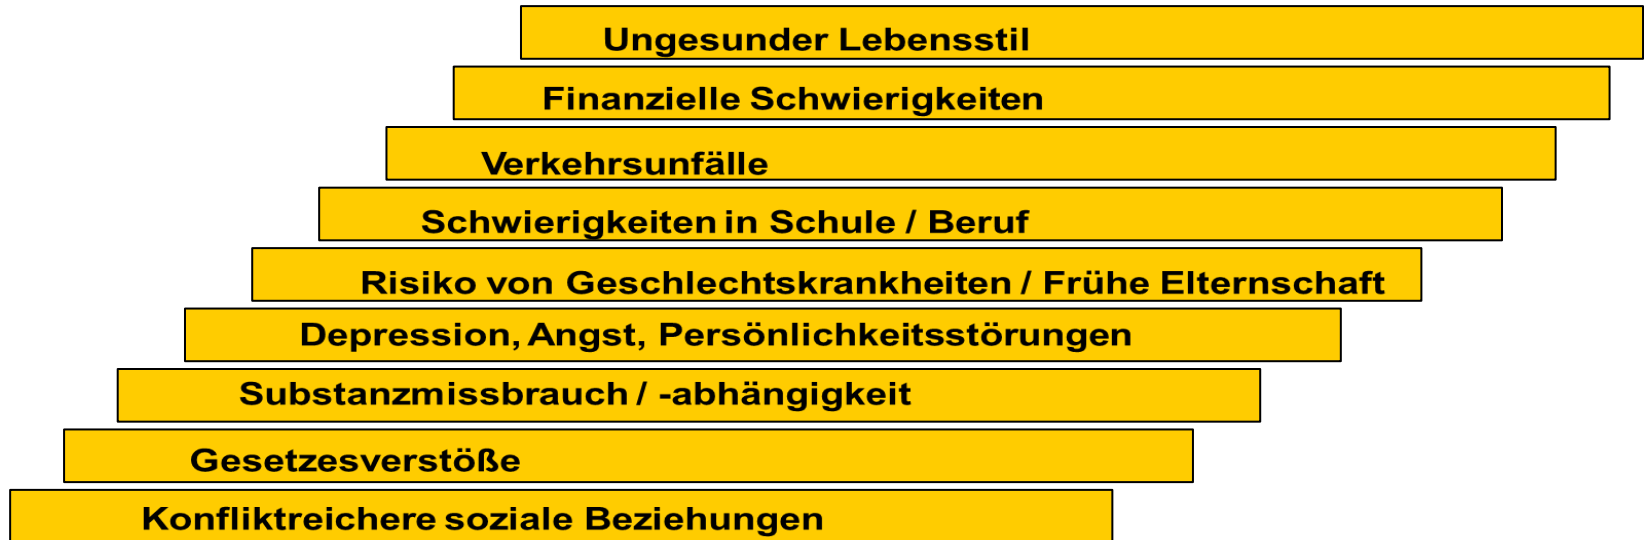 Ungesunder Lebensstil
Finanzielle Schwierigkeiten
Verkehrsunfälle
Schwierigkeiten in Schule / Beruf
Risiko von Geschlechtskrankheiten / Frühe Elternschaft
Depression, Angst, Persönlichkeitsstörungen
Substanzmissbrauch / -abhängigkeit
Gesetzesverstöße
Konfliktreichere soziale Beziehungen